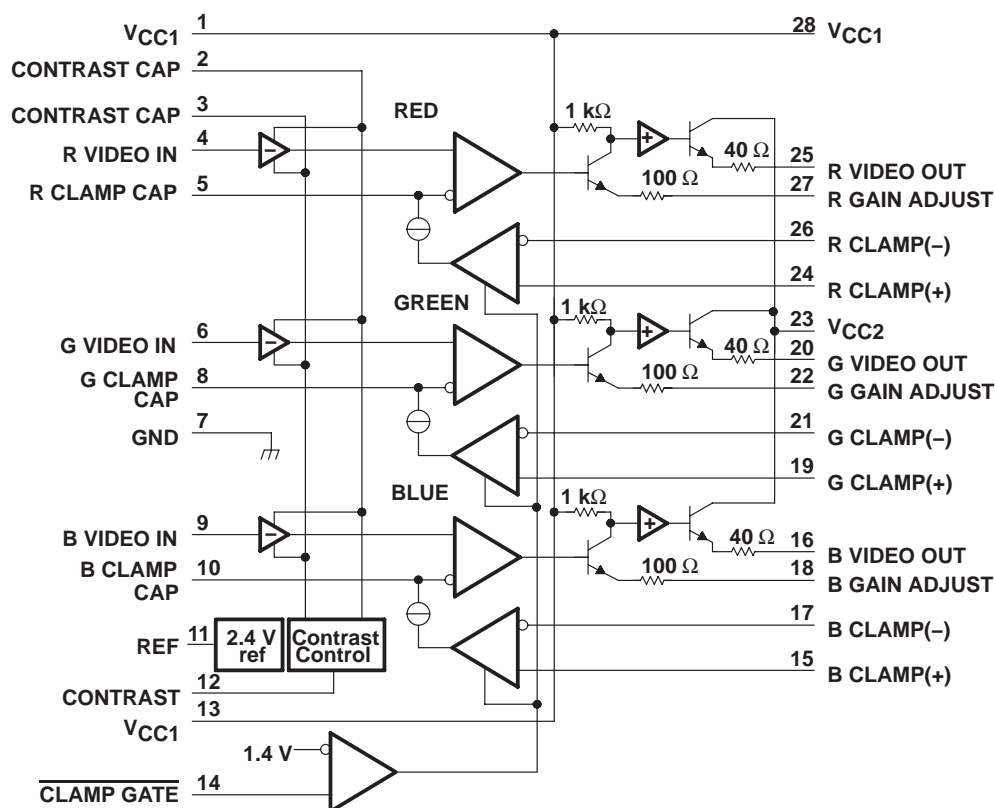 VCC1 1
28 VCC1
CONTRAST CAP 2
CONTRAST CAP 3
RED
1 kΩ
+
R VIDEO IN 4
−
40 Ω
25 R VIDEO OUT
R CLAMP CAP 5
100 Ω
27 R GAIN ADJUST
26 R CLAMP(−)
24 R CLAMP(+)
GREEN
1 kΩ
+
23 VCC2
G VIDEO IN 6
−
40 Ω
20 G VIDEO OUT
G CLAMP 8
CAP
100 Ω
22 G GAIN ADJUST
GND 7
21 G CLAMP(−)
19 G CLAMP(+)
BLUE
1 kΩ
+
B VIDEO IN 9
−
40 Ω
16 B VIDEO OUT
B CLAMP 10
CAP
100 Ω
18 B GAIN ADJUST
17 B CLAMP(−)
REF 11
2.4 V
ref
Contrast
Control
15 B CLAMP(+)
CONTRAST 12
VCC1 13
1.4 V
CLAMP GATE 14